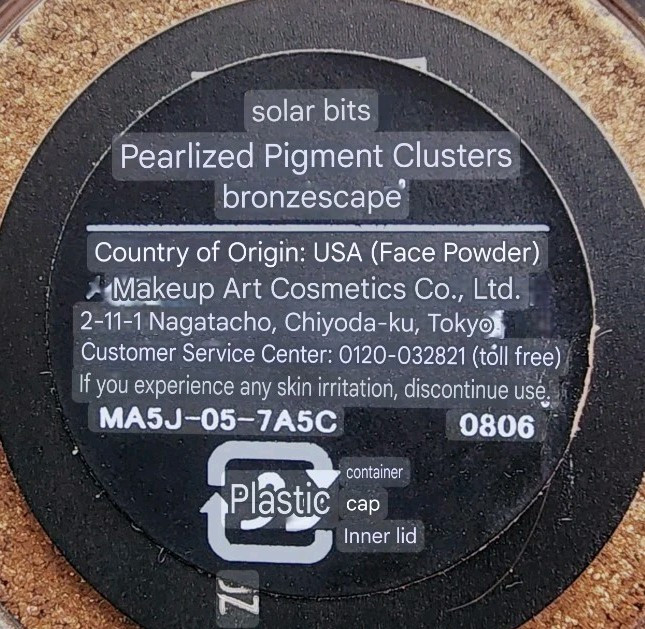 solar bits
Pearlized Pigment Clusters
bronzescape
Country of Origin: USA (Face Powder)
Makeup Art Cosmetics Co., Ltd.
2-11-1 Nagatacho, Chiyoda-ku, Tokyo
Customer Service Center: 0120-032821 (toll free)
If you experience any skin irritation, discontinue use.
MA5J-05-7A5C 0806
container
Plastic cap
Inner lid
JZ